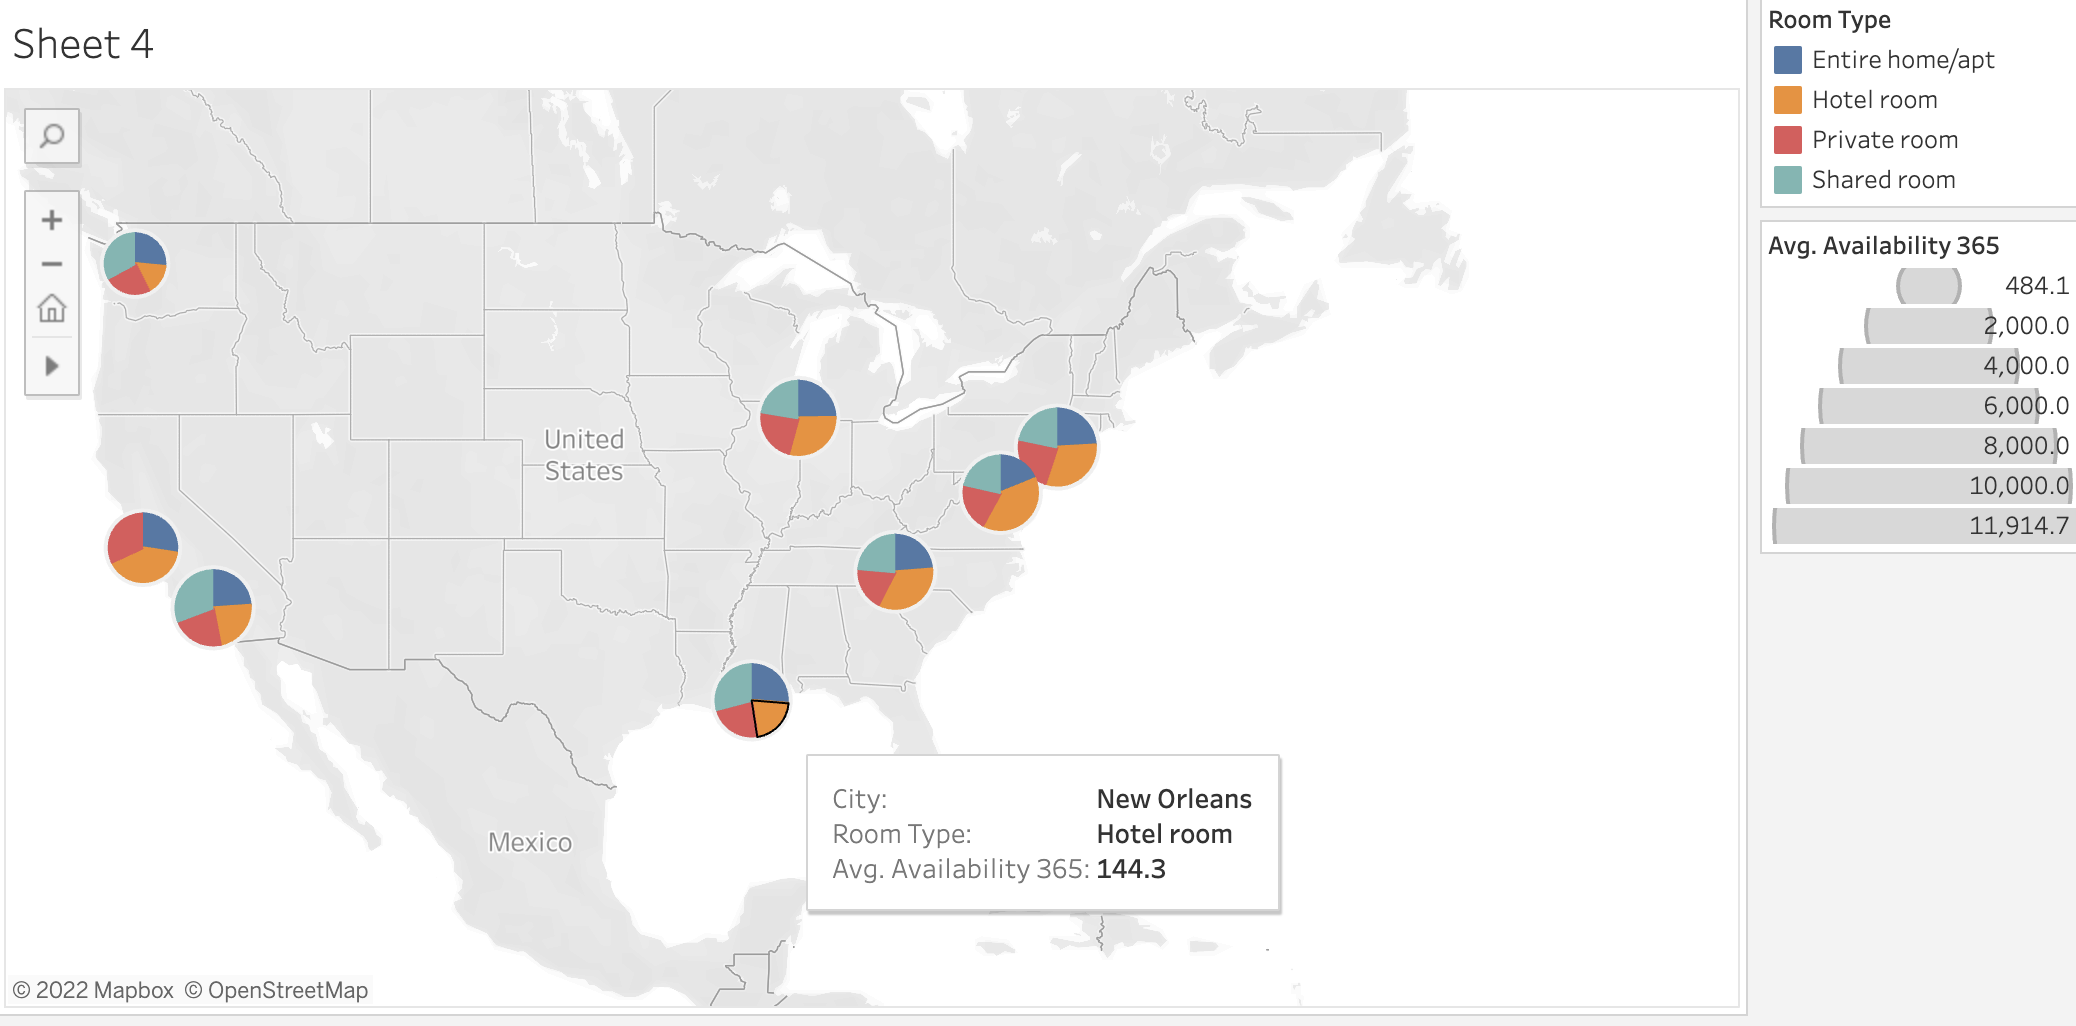 Sheet 4
United
States
Mexico
City: New Orleans
Room Type: Hotel room
Avg. Availability 365: 144.3
© 2022 Mapbox © OpenStreetMap
Room Type
Entire home/apt
Hotel room
Private room
Shared room
Avg. Availability 365
484.1
2,000.0
4,000.0
6,000.0
8,000.0
10,000.0
11,914.7